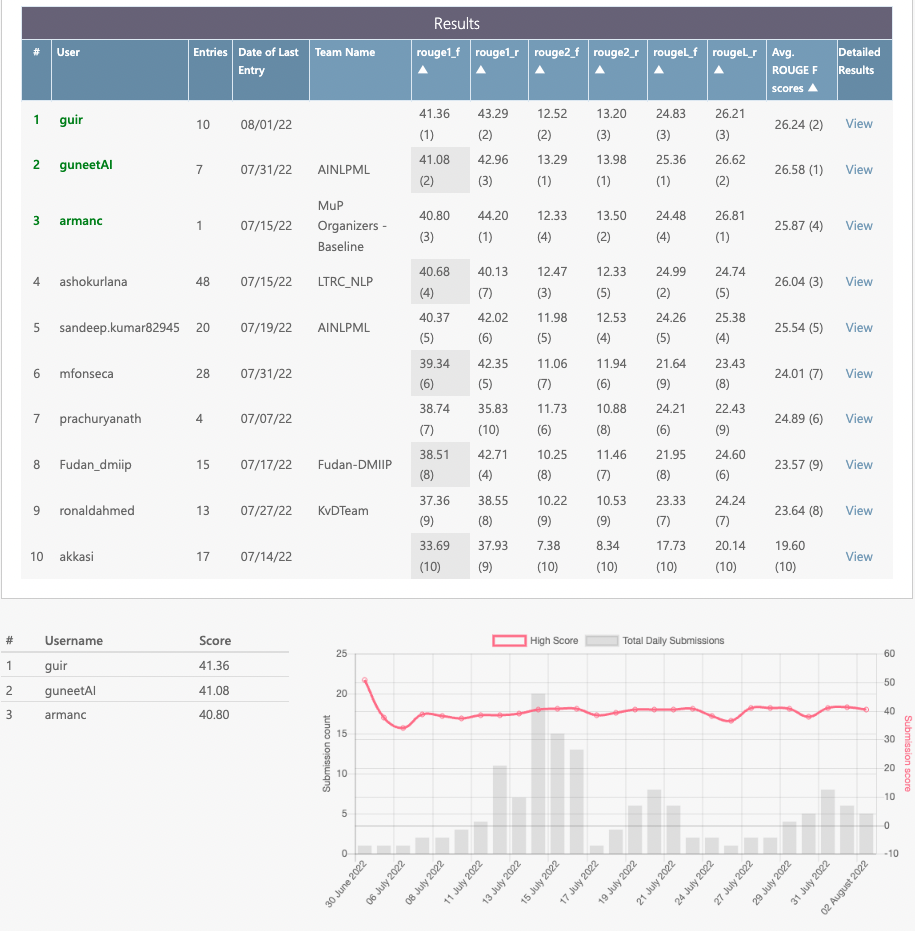 Results
# User Entries Date of Last Entry Team Name rouge1_f ▲ rouge1_r ▲ rouge2_f ▲ rouge2_r ▲ rougeL_f ▲ rougeL_r ▲ Avg. ROUGE F scores ▲ Detailed Results
1 guir 10 08/01/22 41.36 (1) 43.29 (2) 12.52 (2) 13.20 (3) 24.83 (3) 26.21 (3) 26.24 (2) View
2 guneetAI 7 07/31/22 AINLPML 41.08 (2) 42.96 (3) 13.29 (1) 13.98 (1) 25.36 (1) 26.62 (2) 26.58 (1) View
3 armanc 1 07/15/22 MuP Organizers - Baseline 40.80 (3) 44.20 (1) 12.33 (4) 13.50 (2) 24.48 (4) 26.81 (1) 25.87 (4) View
4 ashokurlana 48 07/15/22 LTRC_NLP 40.68 (4) 40.13 (7) 12.47 (3) 12.33 (5) 24.99 (2) 24.74 (5) 26.04 (3) View
5 sandeep.kumar82945 20 07/19/22 AINLPML 40.37 (5) 42.02 (6) 11.98 (5) 12.53 (4) 24.26 (5) 25.38 (4) 25.54 (5) View
6 mfonseca 28 07/31/22 39.34 (6) 42.35 (5) 11.06 (7) 11.94 (6) 21.64 (9) 23.43 (8) 24.01 (7) View
7 prachuryanath 4 07/07/22 38.74 (7) 35.83 (10) 11.73 (6) 10.88 (8) 24.21 (6) 22.43 (9) 24.89 (6) View
8 Fudan_dmiip 15 07/17/22 Fudan-DMIIP 38.51 (8) 42.71 (4) 10.25 (8) 11.46 (7) 21.95 (8) 24.60 (6) 23.57 (9) View
9 ronaldahmed 13 07/27/22 KvDTeam 37.36 (9) 38.55 (8) 10.22 (9) 10.53 (9) 23.33 (7) 24.24 (7) 23.64 (8) View
10 akkasi 17 07/14/22 33.69 (10) 37.93 (9) 7.38 (10) 8.34 (10) 17.73 (10) 20.14 (10) 19.60 (10) View
# Username Score
1 guir 41.36
2 guneetAI 41.08
3 armanc 40.80
High Score Total Daily Submissions
Submission count
25
20
15
10
5
0
60
50
40
30
20
10
0
-10
Submission score
30 June 2022
06 July 2022
08 July 2022
11 July 2022
13 July 2022
15 July 2022
17 July 2022
19 July 2022
21 July 2022
24 July 2022
27 July 2022
29 July 2022
31 July 2022
02 August 2022